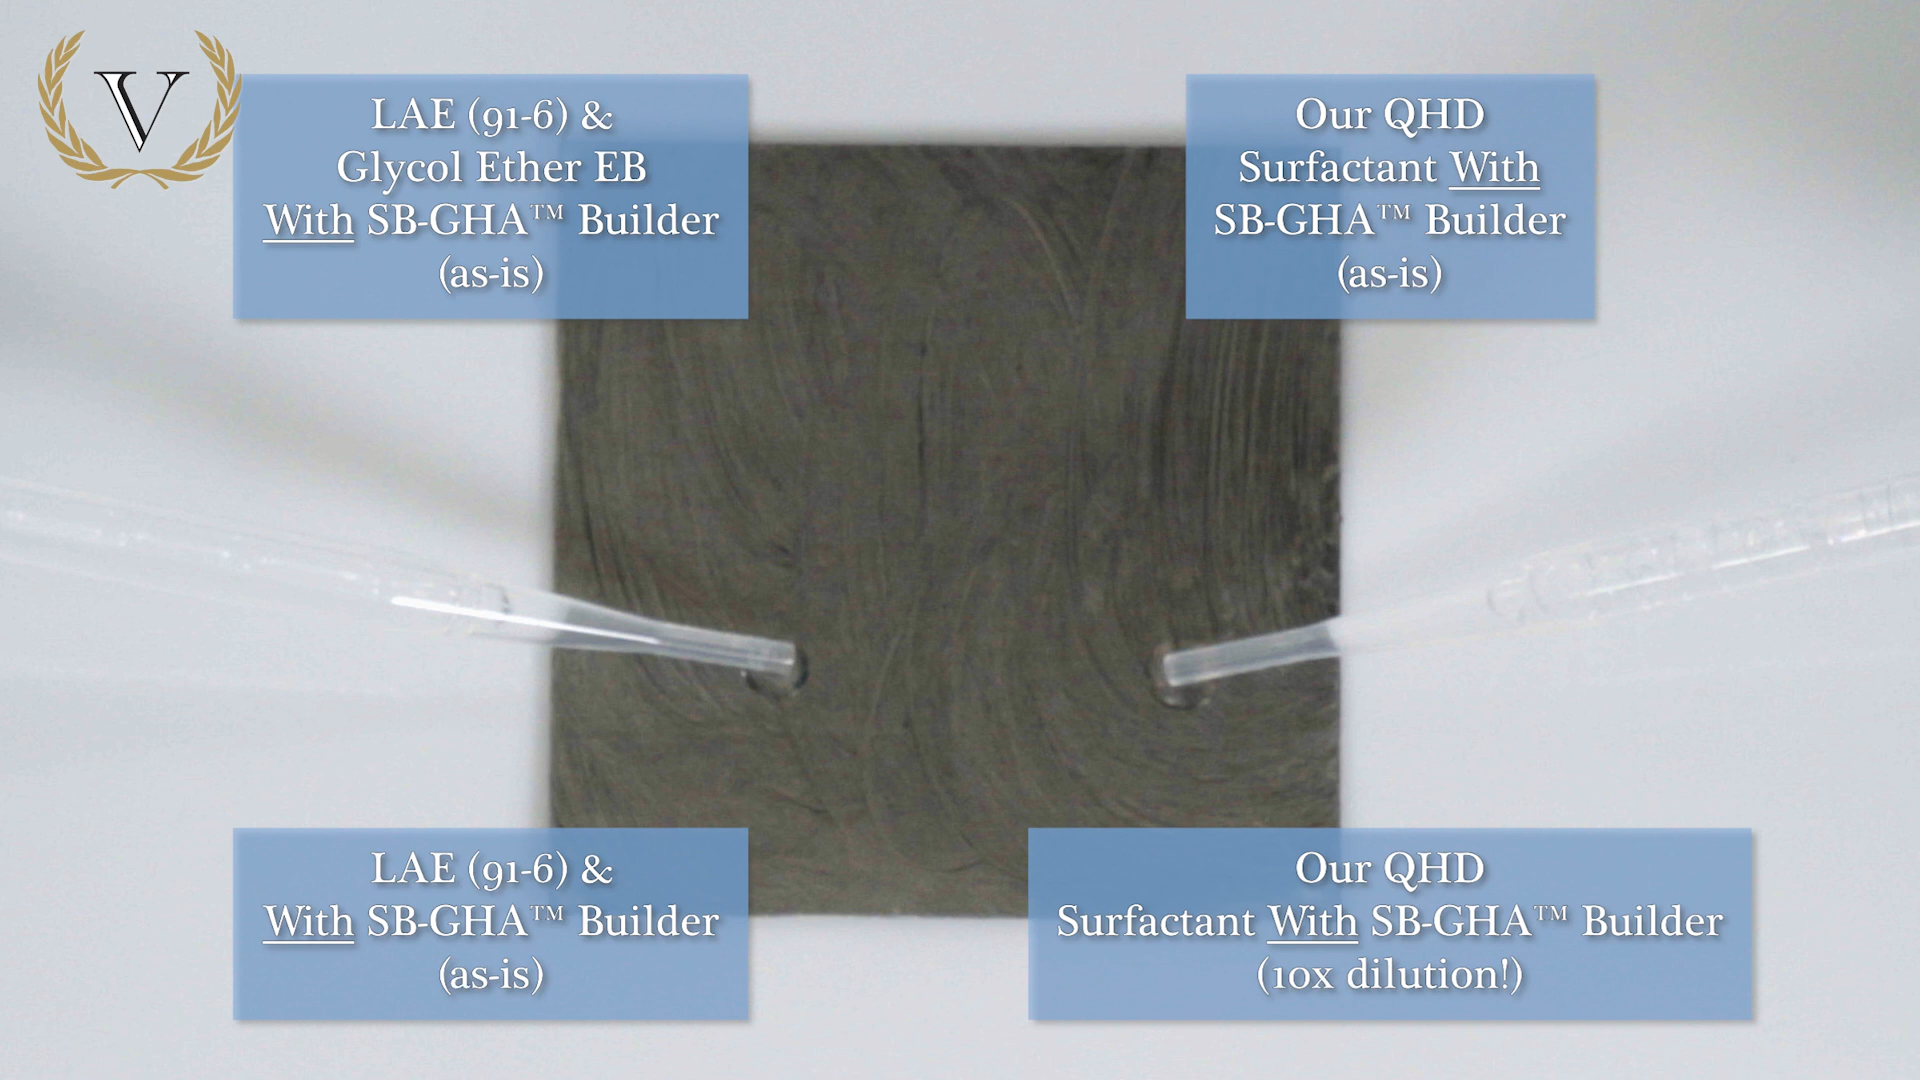 V
LAE (91-6) &
Glycol Ether EB
With SB-GHA™ Builder
(as-is)
Our QHD
Surfactant With
SB-GHA™ Builder
(as-is)
LAE (91-6) &
With SB-GHA™ Builder
(as-is)
Our QHD
Surfactant With SB-GHA™ Builder
(10x dilution!)